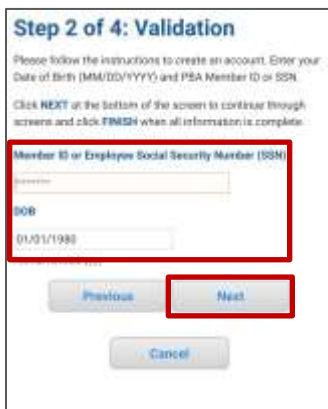 Step 2 of 4: Validation
Please follow the instructions to create an account. Enter your
Date of Birth (MM/DD/YYYY) and PBA Member ID or SSN.
Click NEXT at the bottom of the screen to continue through
screens and click FINISH when all information is complete.
Member ID or Employee Social Security Number (SSN)
DOB
01/01/1980
Previous Next
Cancel